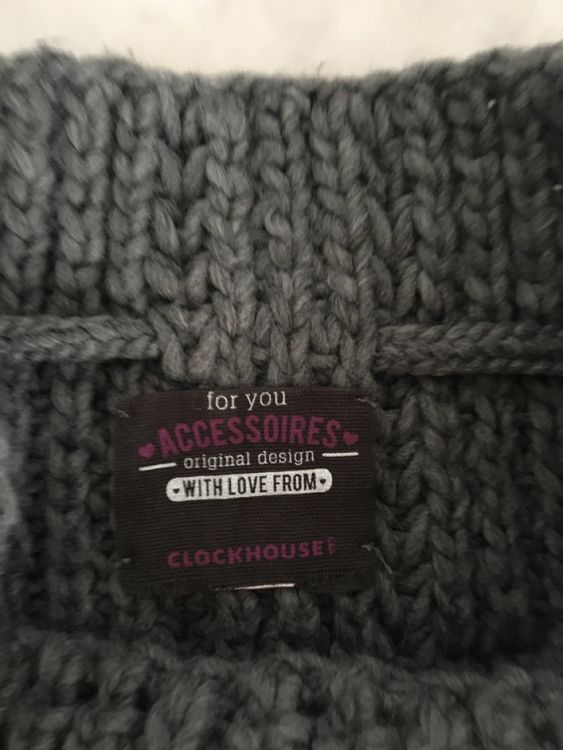 for you
ACCESSOIRES
original design
WITH LOVE FROM
CLOCKHOUSE